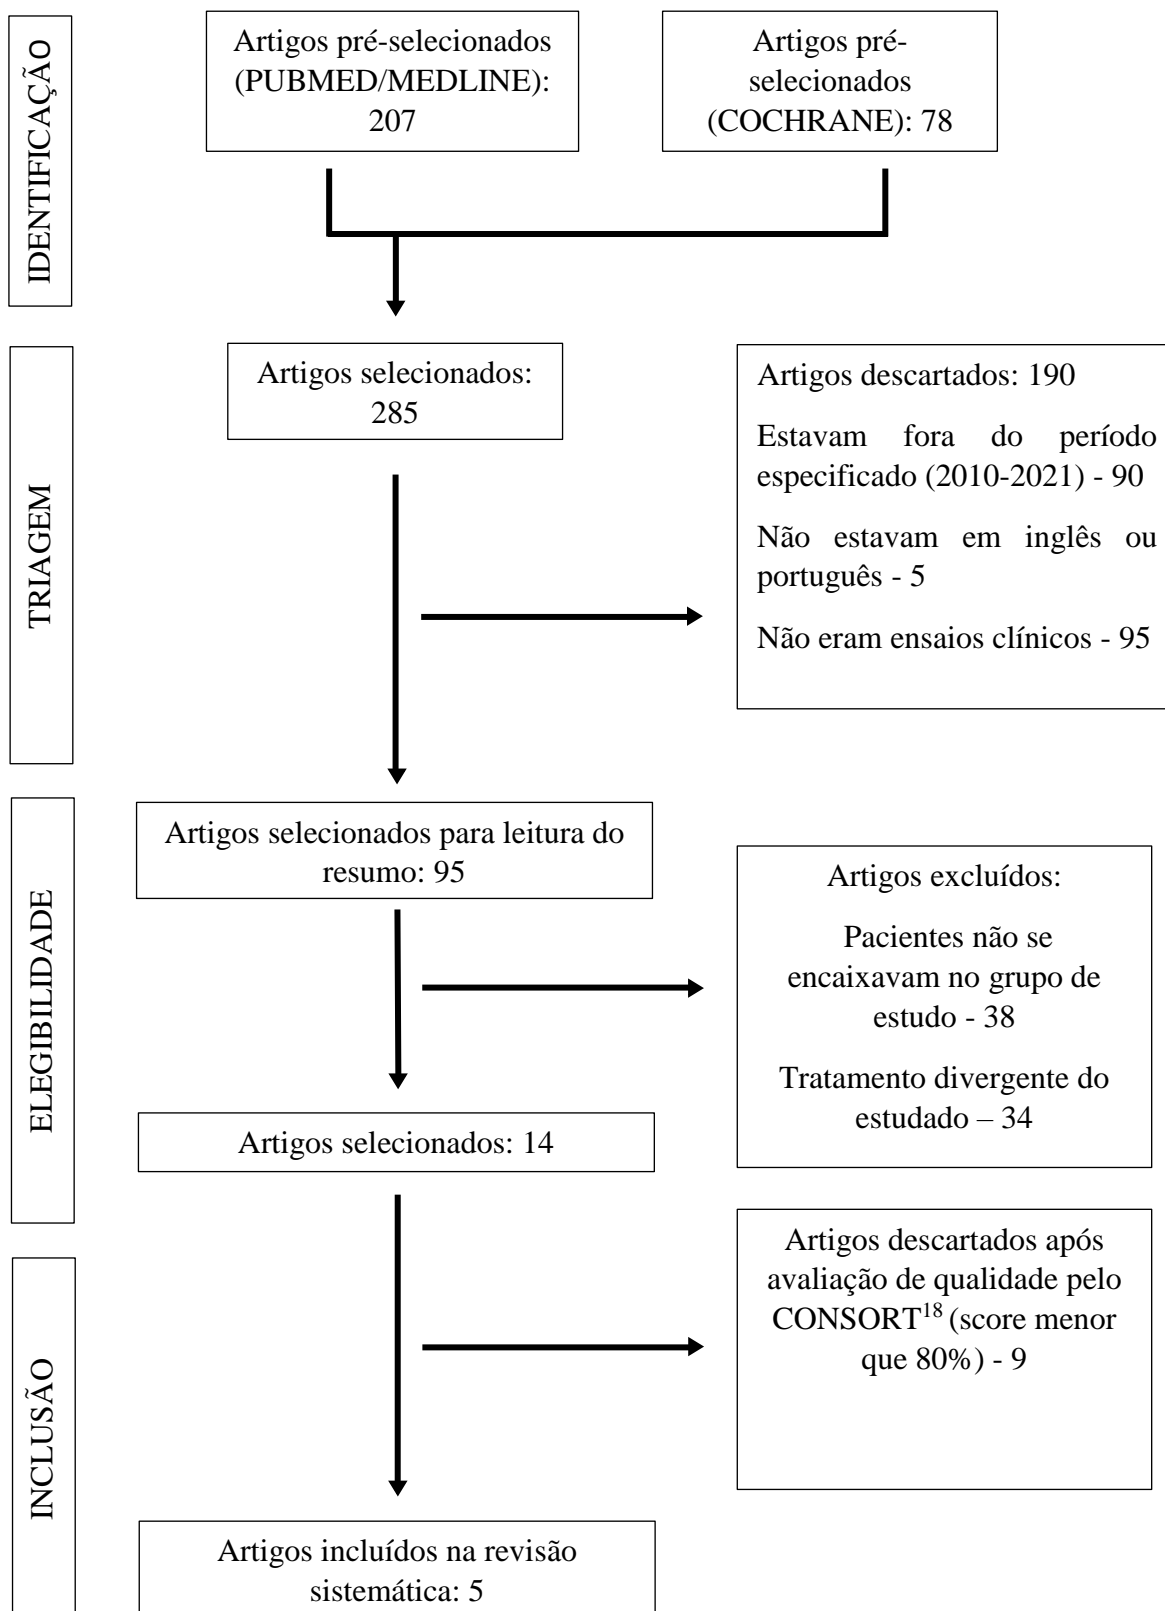 IDENTIFICAÇÃO
Artigos pré-selecionados
(PUBMED/MEDLINE):
207
Artigos pré-
selecionados
(COCHRANE): 78
TRIAGEM
Artigos selecionados:
285
Artigos descartados: 190
Estavam fora do período
especificado (2010-2021) - 90
Não estavam em inglês ou
português - 5
Não eram ensaios clínicos - 95
ELEGIBILIDADE
Artigos selecionados para leitura do
resumo: 95
Artigos excluídos:
Pacientes não se
encaixavam no grupo de
estudo - 38
Tratamento divergente do
estudado – 34
Artigos selecionados: 14
INCLUSÃO
Artigos descartados após
avaliação de qualidade pelo
CONSORT¹⁸ (score menor
que 80%) - 9
Artigos incluídos na revisão
sistemática: 5